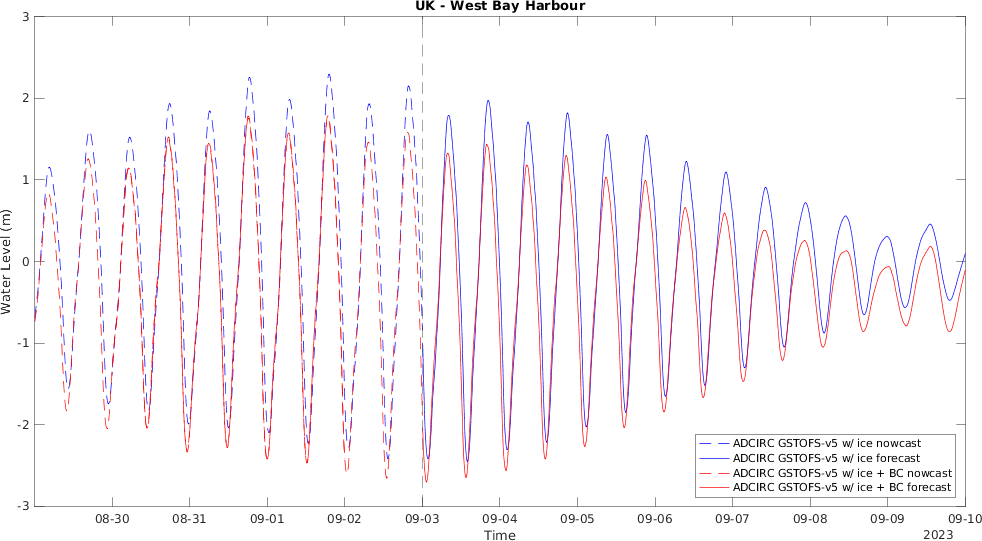 UK - West Bay Harbour
3
2
1
0
-1
-2
-3
Water Level (m)
08-30 08-31 09-01 09-02 09-03 09-04 09-05 09-06 09-07 09-08 09-09 09-10
Time
2023
ADCIRC GSTOFS-v5 w/ ice nowcast
ADCIRC GSTOFS-v5 w/ ice forecast
ADCIRC GSTOFS-v5 w/ ice + BC nowcast
ADCIRC GSTOFS-v5 w/ ice + BC forecast